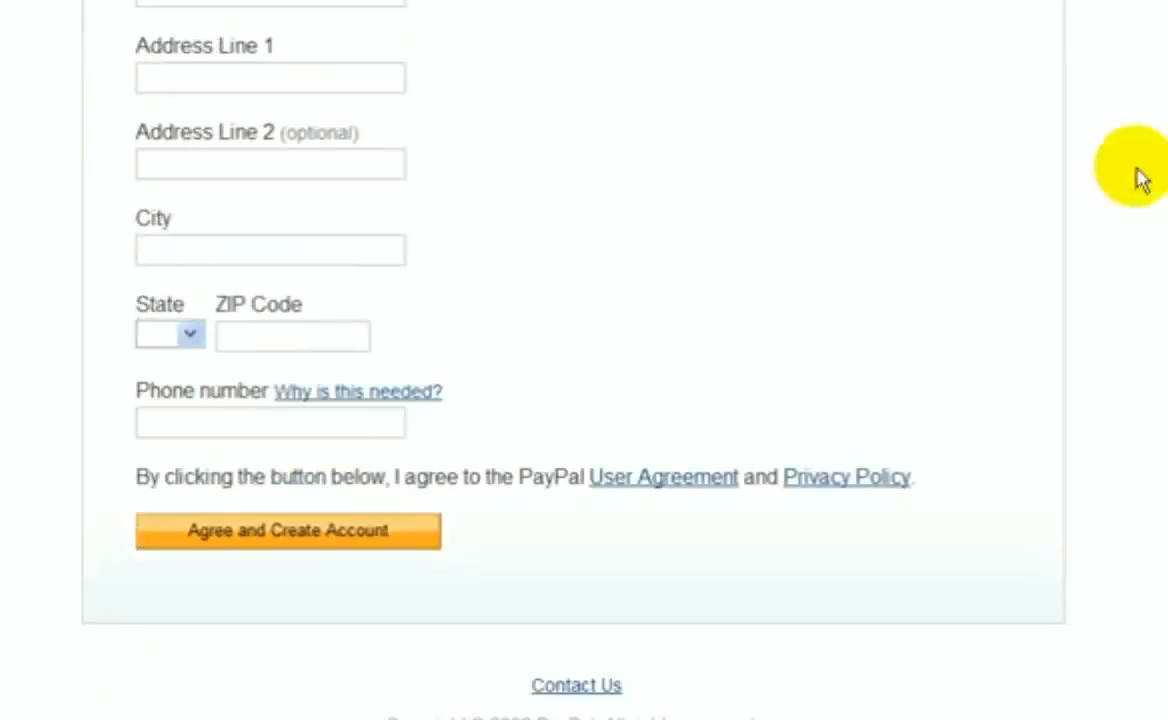 Address Line 1
Address Line 2 (optional)
City
State ZIP Code
Phone number Why is this needed?
By clicking the button below, I agree to the PayPal User Agreement and Privacy Policy.
Agree and Create Account
Contact Us